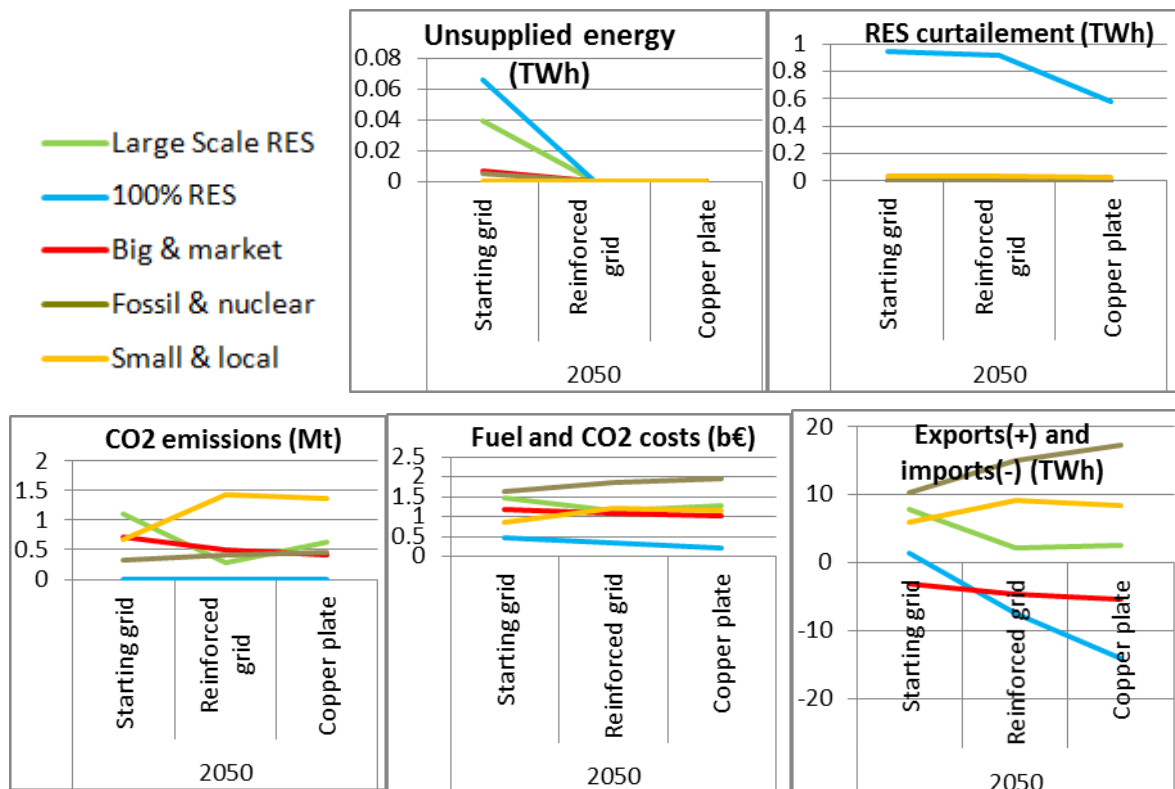 Large Scale RES
100% RES
Big & market
Fossil & nuclear
Small & local
Unsupplied energy
(TWh)
0.08
0.06
0.04
0.02
0
Starting grid
Reinforced
grid
Copper plate
2050
RES curtailement (TWh)
1
0.8
0.6
0.4
0.2
0
Starting grid
Reinforced
grid
Copper plate
2050
CO2 emissions (Mt)
2
1.5
1
0.5
0
Starting grid
Reinforced
grid
Copper plate
2050
Fuel and CO2 costs (b€)
2.5
2
1.5
1
0.5
0
Starting grid
Reinforced grid
Copper plate
2050
Exports(+) and
imports(-) (TWh)
20
10
0
-10
-20
Starting grid
Reinforced grid
Copper plate
2050